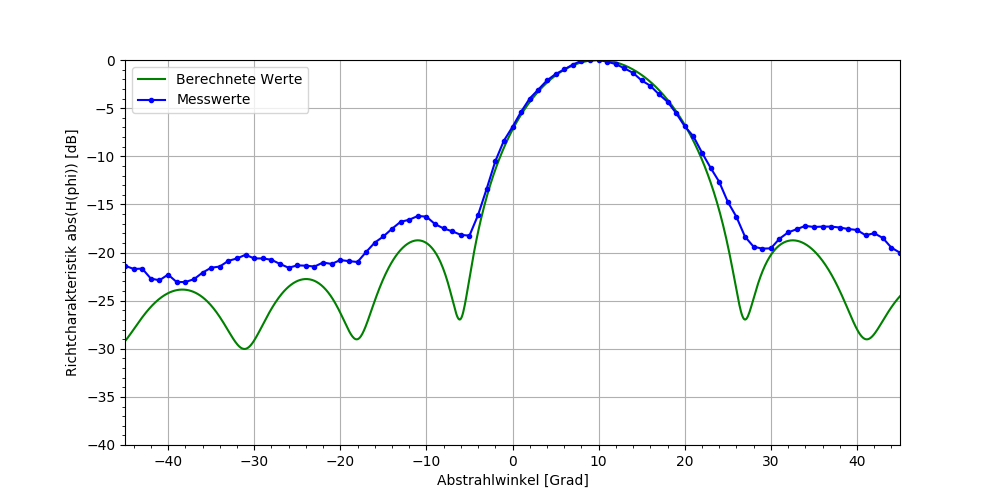 Berechnete Werte
Messwerte
0
−5
−10
−15
−20
−25
−30
−35
−40
Richtcharakteristik abs(H(phi)) [dB]
−40 −30 −20 −10 0 10 20 30 40
Abstrahlwinkel [Grad]